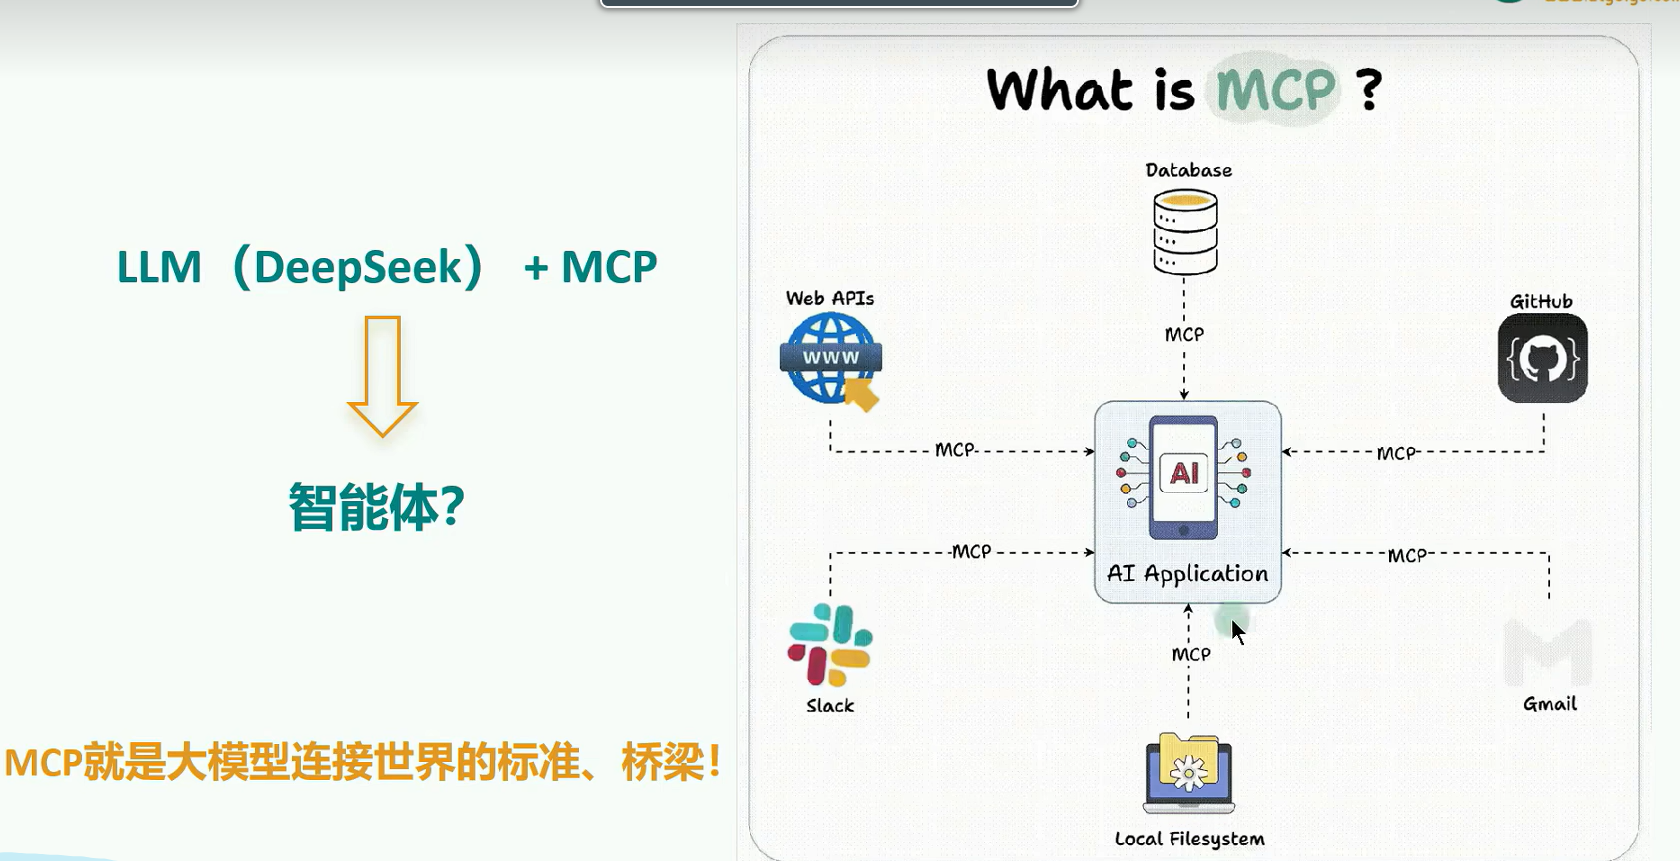 What is MCP ?
LLM（DeepSeek） + MCP
智能体？
MCP就是大模型连接世界的标准、桥梁！
Database
MCP
Web APIs
WWW
MCP
GitHub
MCP
AI
AI Application
MCP
Slack
MCP
Gmail
MCP
Local Filesystem